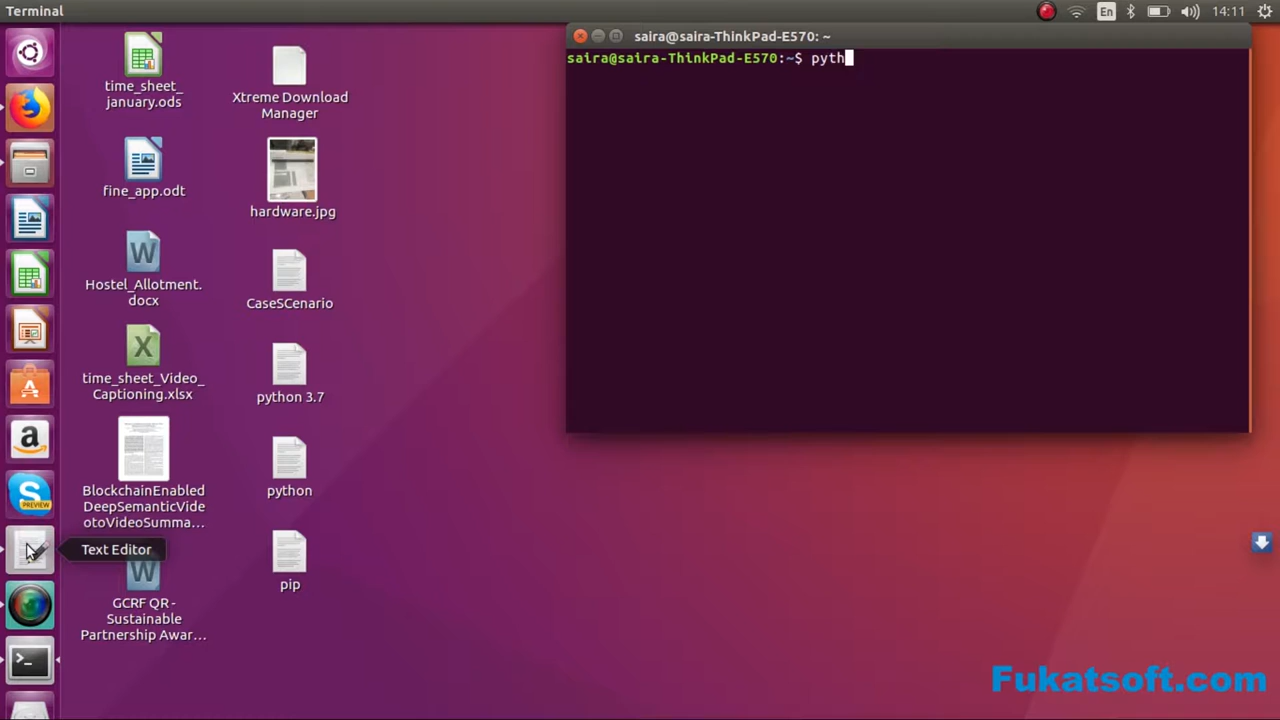 Terminal
En
14:11
saira@saira-ThinkPad-E570: ~
saira@saira-ThinkPad-E570:~$ pyth
time_sheet_
january.ods
Xtreme Download
Manager
fine_app.odt
hardware.jpg
Hostel_Allotment.
docx
CaseSCenario
time_sheet_Video_
Captioning.xlsx
python 3.7
BlockchainEnabled
DeepSemanticVide
otoVideoSumma...
python
Text Editor
pip
GCRF QR -
Sustainable
Partnership Awar...
PREVIEW
Fukatsoft.com